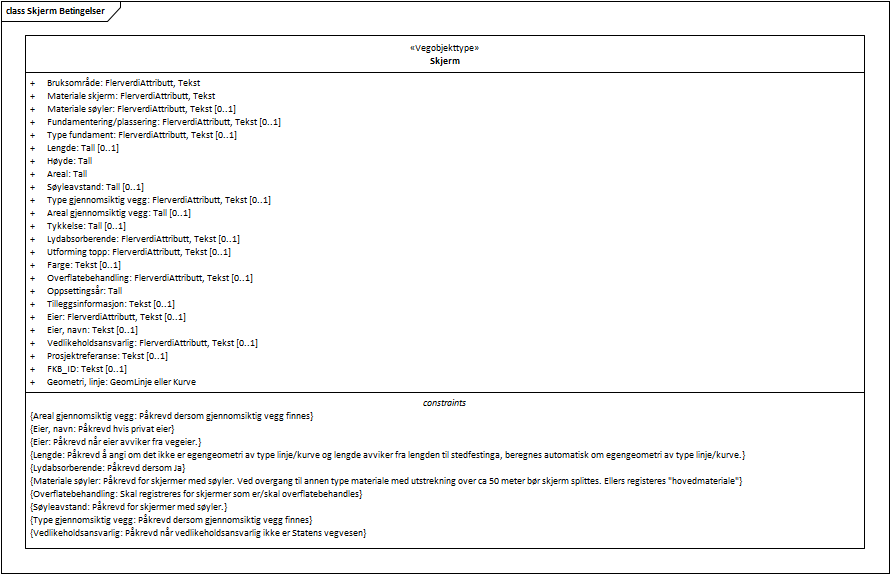 class Skjerm Betingelser
«Vegobjekttype»
Skjerm
+ Bruksområde: FlerverdiAttributt, Tekst
+ Materiale skjerm: FlerverdiAttributt, Tekst
+ Materiale søyler: FlerverdiAttributt, Tekst [0..1]
+ Fundamentering/plassering: FlerverdiAttributt, Tekst [0..1]
+ Type fundament: FlerverdiAttributt, Tekst [0..1]
+ Lengde: Tall [0..1]
+ Høyde: Tall
+ Areal: Tall
+ Søyleavstand: Tall [0..1]
+ Type gjennomsiktig vegg: FlerverdiAttributt, Tekst [0..1]
+ Areal gjennomsiktig vegg: Tall [0..1]
+ Tykkelse: Tall [0..1]
+ Lydabsorberende: FlerverdiAttributt, Tekst [0..1]
+ Utforming topp: FlerverdiAttributt, Tekst [0..1]
+ Farge: Tekst [0..1]
+ Overflatebehandling: FlerverdiAttributt, Tekst [0..1]
+ Oppsettingsår: Tall
+ Tilleggsinformasjon: Tekst [0..1]
+ Eier: FlerverdiAttributt, Tekst [0..1]
+ Eier, navn: Tekst [0..1]
+ Vedlikeholdsansvarlig: FlerverdiAttributt, Tekst [0..1]
+ Prosjektreferanse: Tekst [0..1]
+ FKB_ID: Tekst [0..1]
+ Geometri, linje: GeomLinje eller Kurve
constraints
{Areal gjennomsiktig vegg: Påkrevd dersom gjennomsiktig vegg finnes}
{Eier, navn: Påkrevd hvis privat eier}
{Eier: Påkrevd når eier avviker fra vegeier.}
{Lengde: Påkrevd å angi om det ikke er egengeometri av type linje/kurve og lengde avviker fra lengden til stedfestinga, beregnes automatisk om egengeometri av type linje/kurve.}
{Lydabsorberende: Påkrevd dersom Ja}
{Materiale søyler: Påkrevd for skjermer med søyler. Ved overgang til annen type materiale med utstrekning over ca 50 meter bør skjerm splittes. Ellers registeres "hovedmateriale"}
{Overflatebehandling: Skal registreres for skjermer som er/skal overflatebehandles}
{Søyleavstand: Påkrevd for skjermer med søyler.}
{Type gjennomsiktig vegg: Påkrevd dersom gjennomsiktig vegg finnes}
{Vedlikeholdsansvarlig: Påkrevd når vedlikeholdsansvarlig ikke er Statens vegvesen}